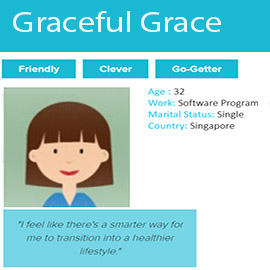 Graceful Grace
Friendly Clever Go-Getter
Age : 32
Work: Software Program
Marital Status: Single
Country: Singapore
"I feel like there's a smarter way for
me to transition into a healthier
lifestyle."